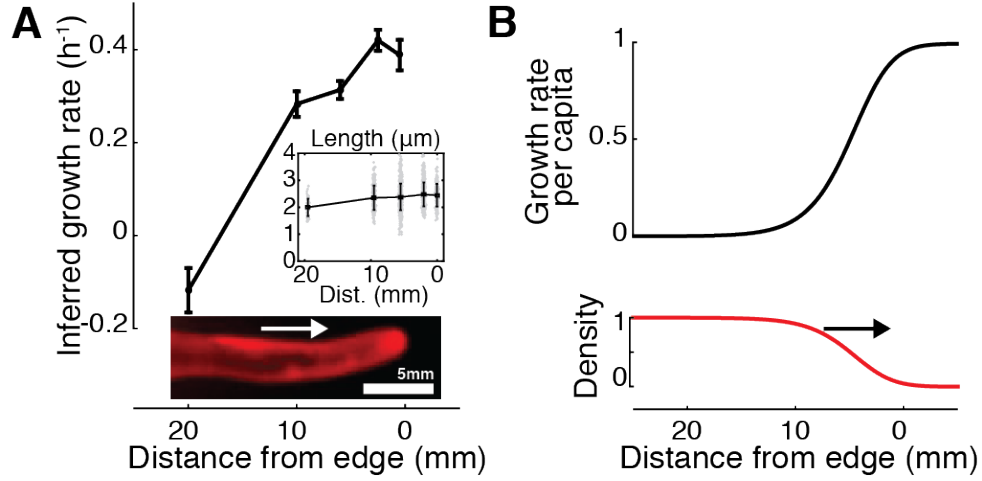 A
Inferred growth rate (h-1)
0.4
0.2
0
-0.2
Length (µm)
4
3
2
1
0
20 10 0
Dist. (mm)
5mm
20 10 0
Distance from edge (mm)
B
Growth rate
per capita
1
0.5
0
Density
1
0
20 10 0
Distance from edge (mm)